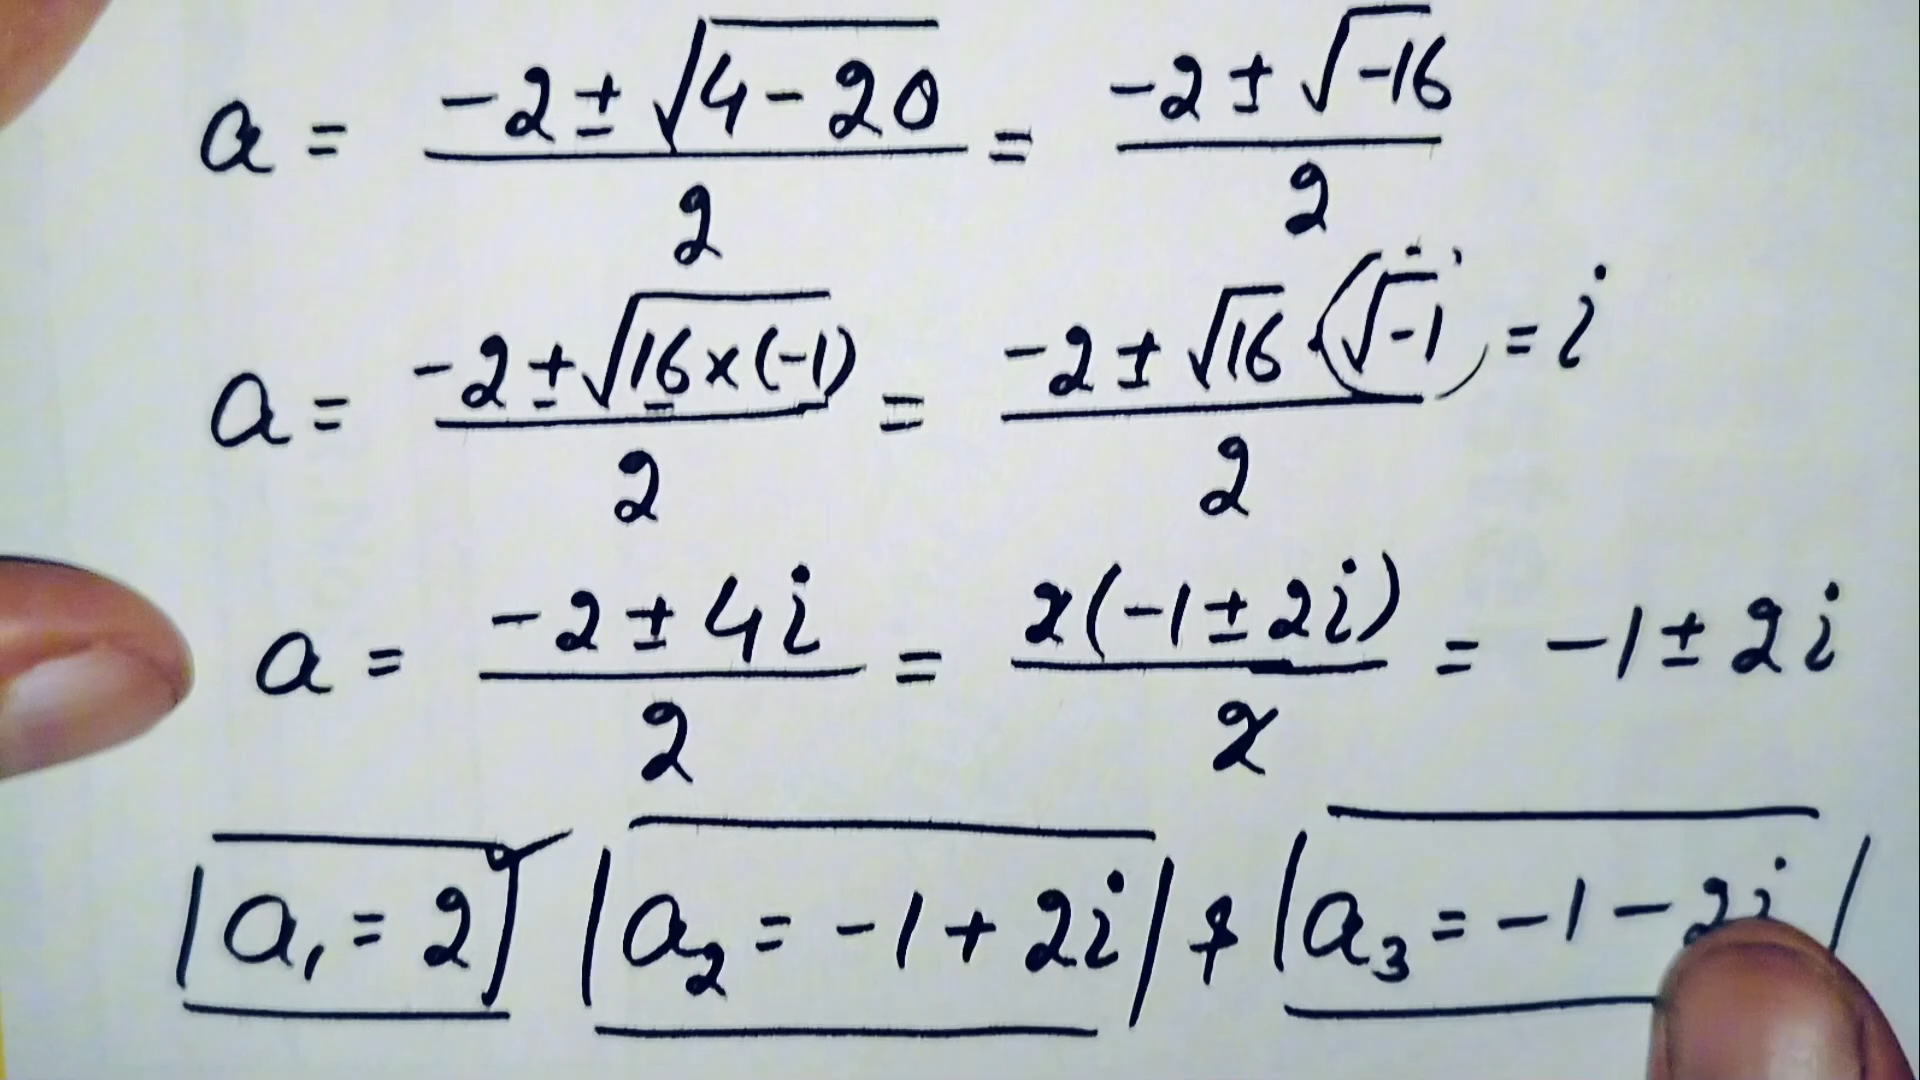 a = (-2 ± √(4-20))/2 = (-2 ± √-16)/2
a = (-2 ± √(16×(-1)))/2 = (-2 ± √16 · (√-1))/2 = i
a = (-2 ± 4i)/2 = 2(-1 ± 2i)/2 = -1 ± 2i
a₁ = 2 a₂ = -1 + 2i & a₃ = -1 - 2i